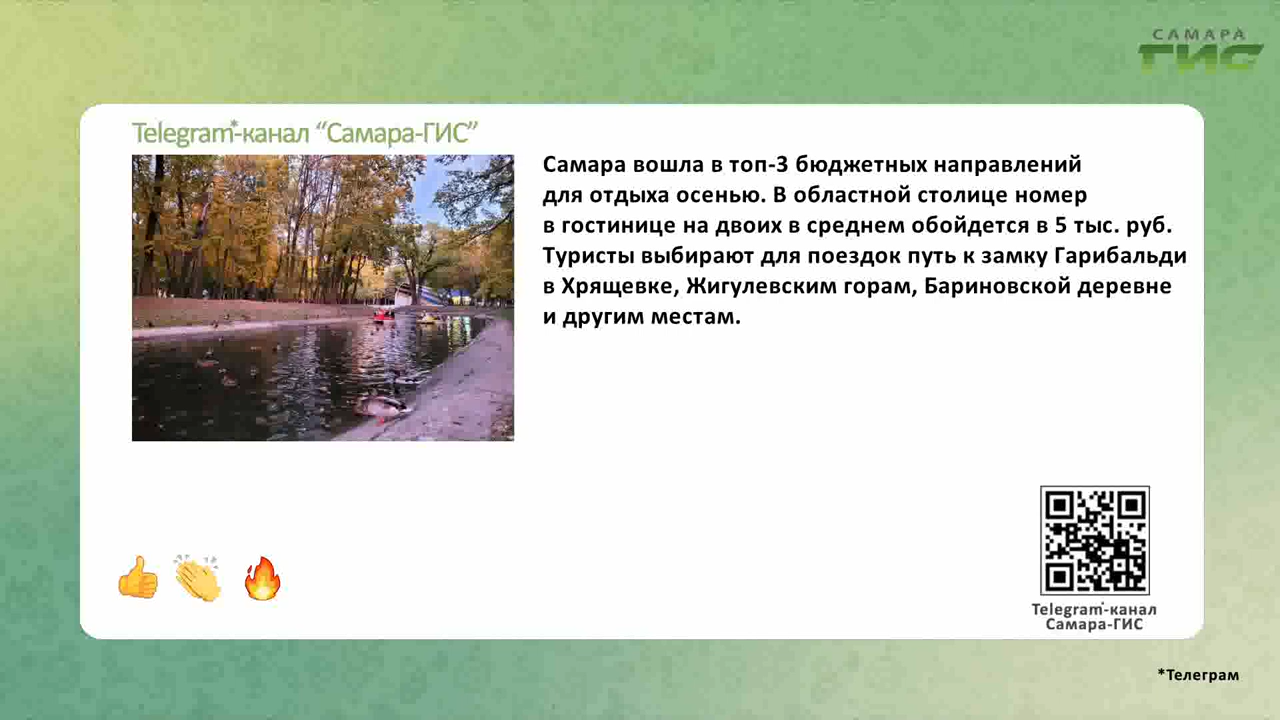 САМАРА
ГИС
Telegram*-канал “Самара-ГИС”
Самара вошла в топ-3 бюджетных направлений
для отдыха осенью. В областной столице номер
в гостинице на двоих в среднем обойдется в 5 тыс. руб.
Туристы выбирают для поездок путь к замку Гарибальди
в Хрящевке, Жигулевским горам, Бариновской деревне
и другим местам.
Telegram*-канал
Самара-ГИС
*Телеграм